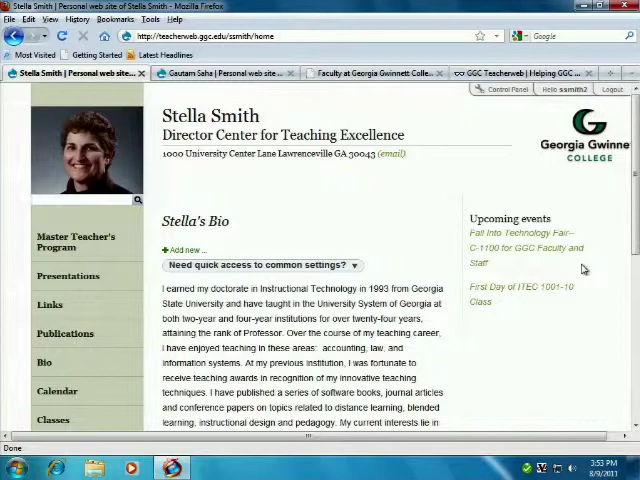 Stella Smith | Personal web site of Stella Smith - Mozilla Firefox
File Edit View History Bookmarks Tools Help
http://teacherweb.ggc.edu/ssmith/home
Google
Most Visited Getting Started Latest Headlines
Stella Smith | Personal web site... Gautam Saha | Personal web site ... Faculty at Georgia Gwinnett Coll... GGC Teacherweb | Helping GGC ...
Control Panel Hello ssmith2 Logout
Stella Smith
Director Center for Teaching Excellence
1000 University Center Lane Lawrenceville GA 30043 (email)
Georgia Gwinne
COLLEGE
Master Teacher's
Program
Presentations
Links
Publications
Bio
Calendar
Classes
Stella's Bio
Add new ...
Need quick access to common settings?
I earned my doctorate in Instructional Technology in 1993 from Georgia
State University and have taught in the University System of Georgia at
both two-year and four-year institutions for over twenty-four years,
attaining the rank of Professor. Over the course of my teaching career,
I have enjoyed teaching in these areas: accounting, law, and
information systems. At my previous institution, I was fortunate to
receive teaching awards in recognition of my innovative teaching
techniques. I have published a series of software books, journal articles
and conference papers on topics related to distance learning, blended
learning, instructional design and pedagogy. My current interests lie in
Upcoming events
Fall Into Technology Fair--
C-1100 for GGC Faculty and
Staff
First Day of ITEC 1001-10
Class
Done
3:53 PM
8/9/2011